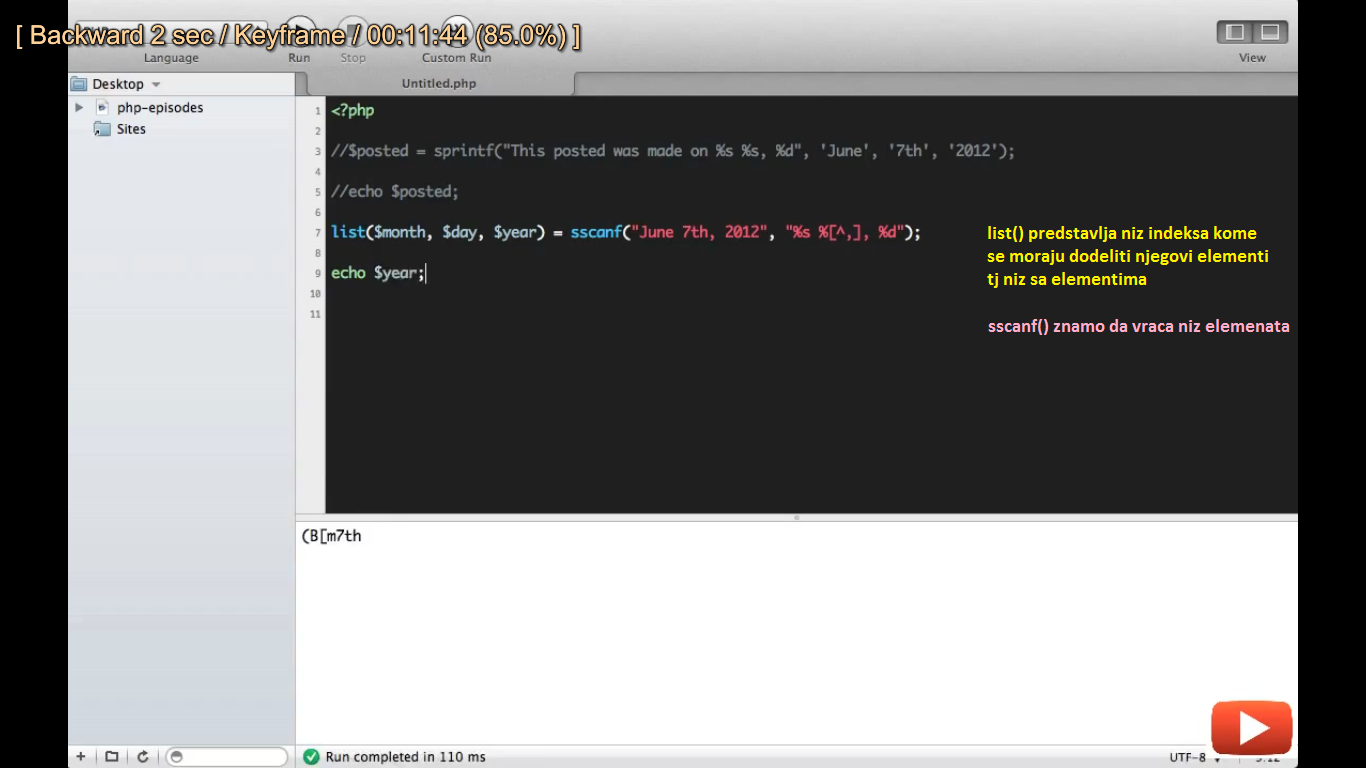 [ Backward 2 sec / Keyframe / 00:11:44 (85.0%) ]
Language Run Stop Custom Run View
Desktop
Untitled.php
php-episodes
Sites
1 <?php
2
3 //$posted = sprintf("This posted was made on %s %s, %d", 'June', '7th', '2012');
4
5 //echo $posted;
6
7 list($month, $day, $year) = sscanf("June 7th, 2012", "%s %[^,], %d");
8
9 echo $year;
10
11
list() predstavlja niz indeksa kome
se moraju dodeliti njegovi elementi
tj niz sa elementima
sscanf() znamo da vraca niz elemenata
(B[m7th
Run completed in 110 ms
UTF-8